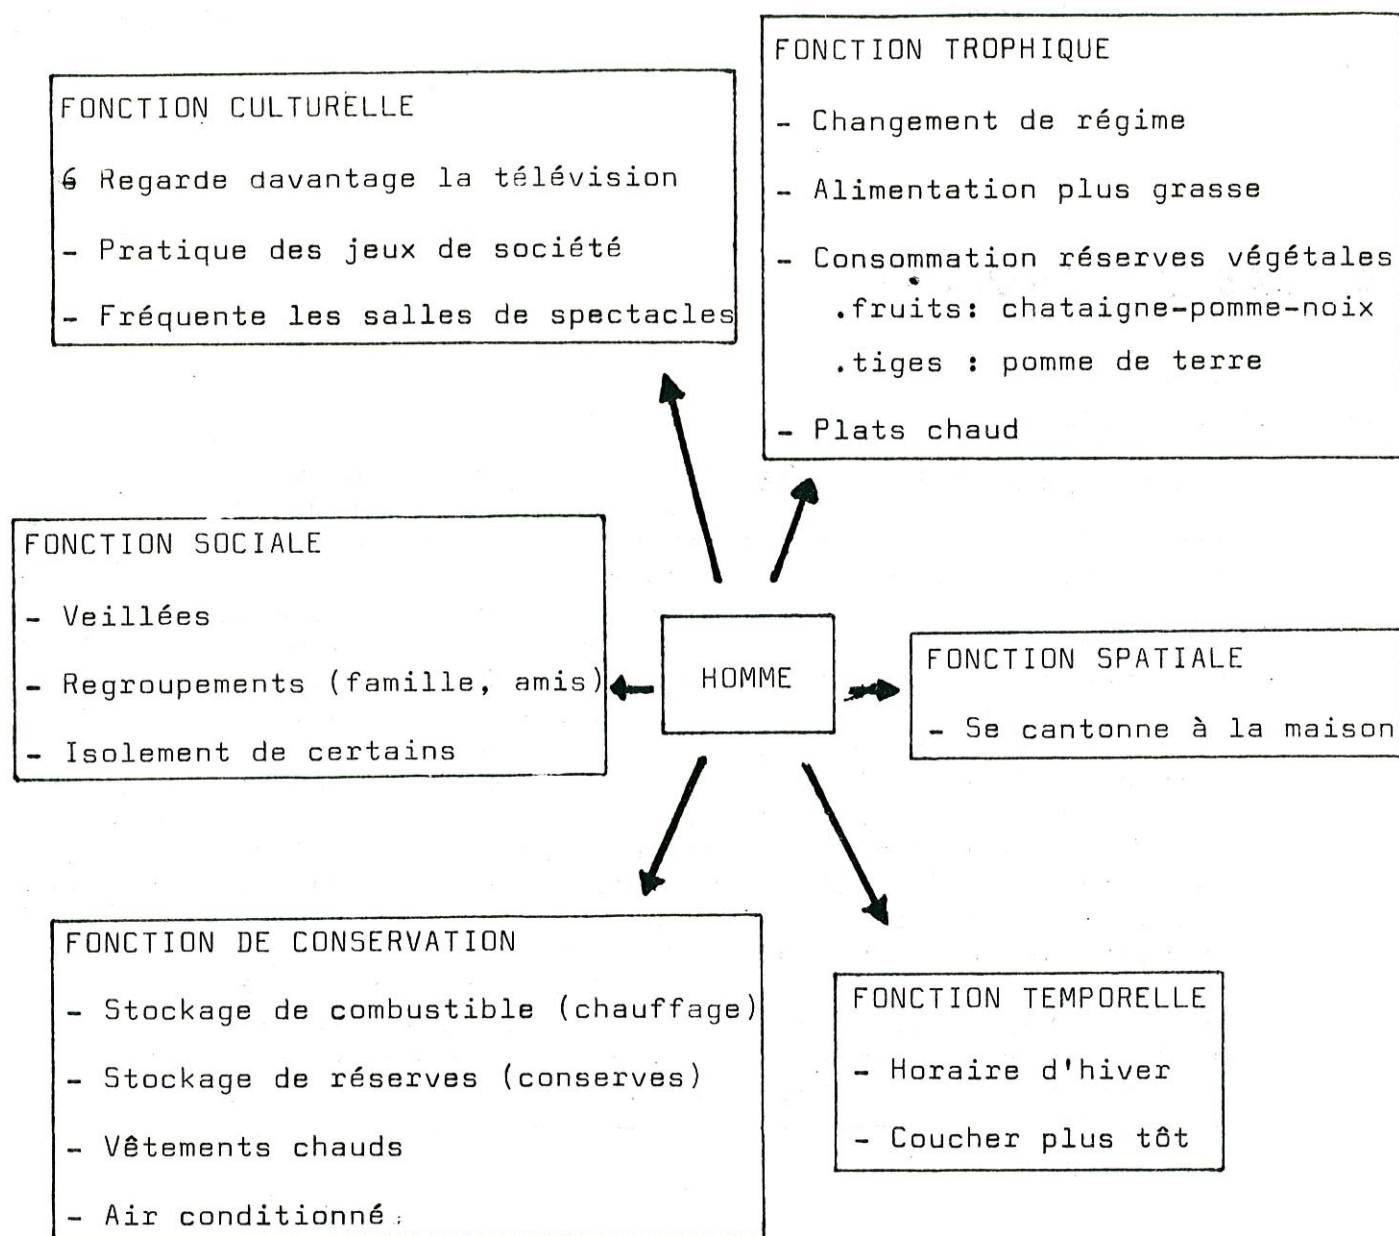 FONCTION CULTURELLE
6 Regarde davantage la télévision
- Pratique des jeux de société
- Fréquente les salles de spectacles
FONCTION TROPHIQUE
- Changement de régime
- Alimentation plus grasse
- Consommation réserves végétales
.fruits: chataigne-pomme-noix
.tiges : pomme de terre
- Plats chaud
FONCTION SOCIALE
- Veillées
- Regroupements (famille, amis)
- Isolement de certains
HOMME
FONCTION SPATIALE
- Se cantonne à la maison
FONCTION DE CONSERVATION
- Stockage de combustible (chauffage)
- Stockage de réserves (conserves)
- Vêtements chauds
- Air conditionné
FONCTION TEMPORELLE
- Horaire d'hiver
- Coucher plus tôt